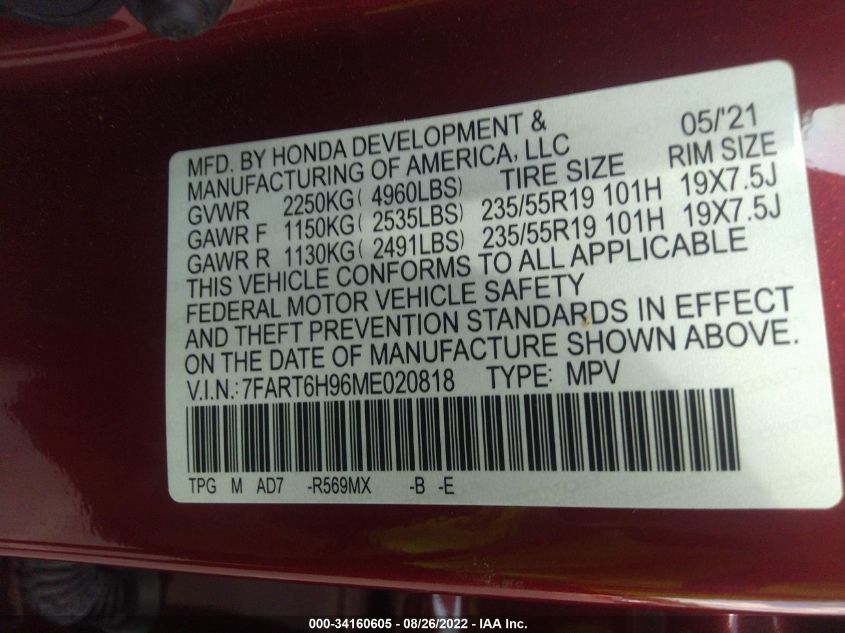 MFD. BY HONDA DEVELOPMENT & 05/'21
MANUFACTURING OF AMERICA, LLC
TIRE SIZE RIM SIZE
GVWR 2250KG( 4960LBS)
GAWR F 1150KG( 2535LBS) 235/55R19 101H 19X7.5J
GAWR R 1130KG( 2491LBS) 235/55R19 101H 19X7.5J
THIS VEHICLE CONFORMS TO ALL APPLICABLE
FEDERAL MOTOR VEHICLE SAFETY
AND THEFT PREVENTION STANDARDS IN EFFECT
ON THE DATE OF MANUFACTURE SHOWN ABOVE.
V.I.N.:7FART6H96ME020818 TYPE: MPV
TPG M AD7 -R569MX -B -E
000-34160605 - 08/26/2022 - IAA Inc.